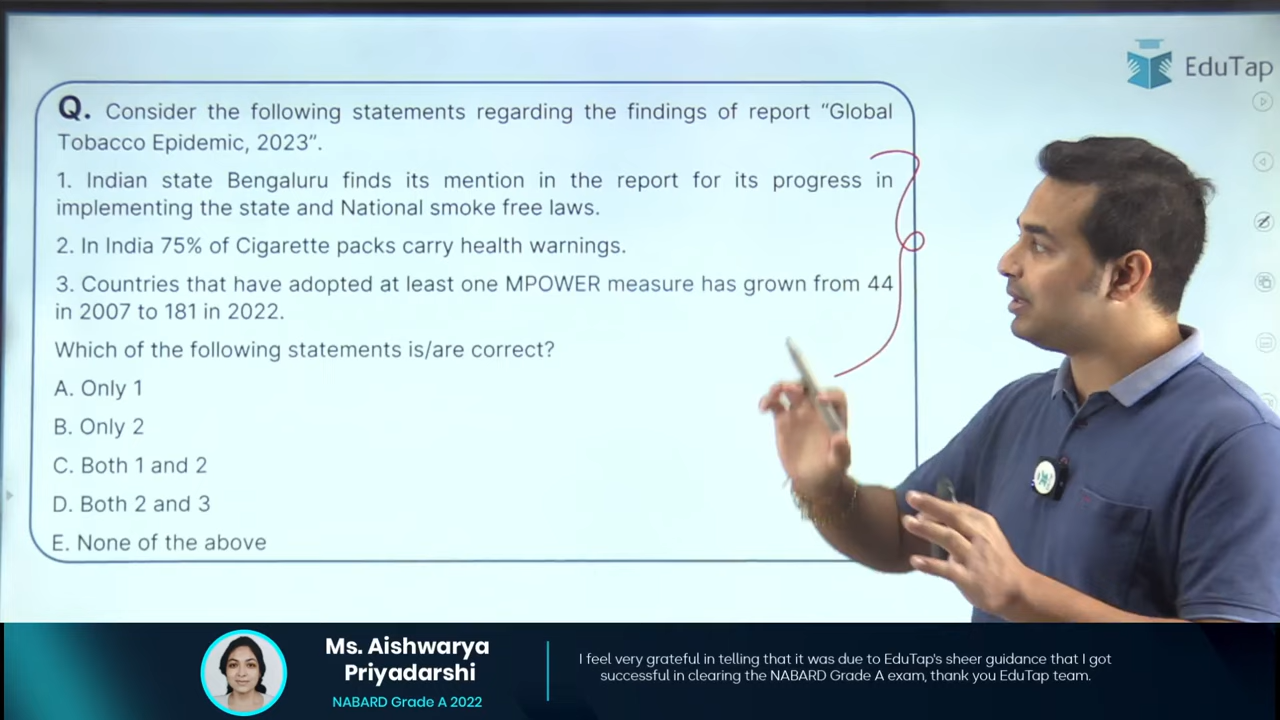 EduTap
Q. Consider the following statements regarding the findings of report “Global
Tobacco Epidemic, 2023”.
1. Indian state Bengaluru finds its mention in the report for its progress in
implementing the state and National smoke free laws.
2. In India 75% of Cigarette packs carry health warnings.
3. Countries that have adopted at least one MPOWER measure has grown from 44
in 2007 to 181 in 2022.
Which of the following statements is/are correct?
A. Only 1
B. Only 2
C. Both 1 and 2
D. Both 2 and 3
E. None of the above
Ms. Aishwarya
Priyadarshi
NABARD Grade A 2022
I feel very grateful in telling that it was due to EduTap's sheer guidance that I got
successful in clearing the NABARD Grade A exam, thank you EduTap team.